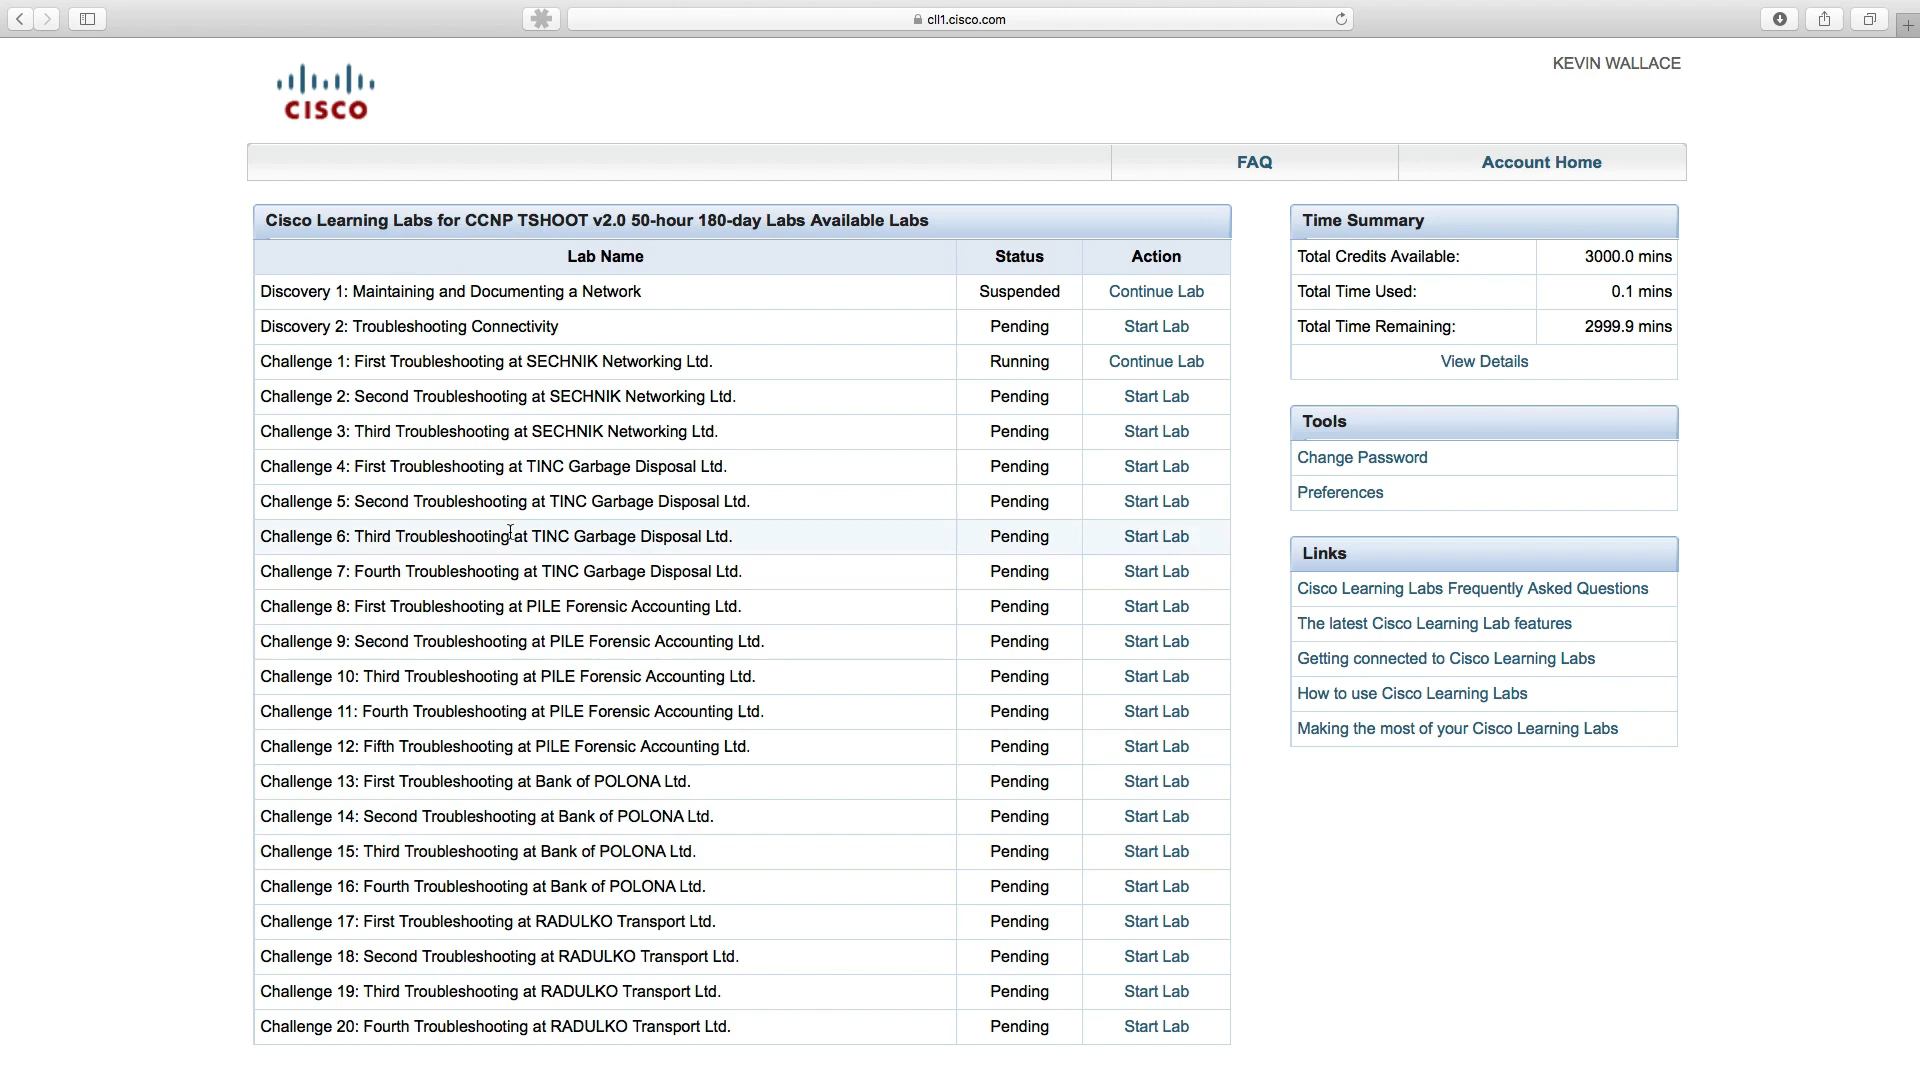 cll1.cisco.com
CISCO
KEVIN WALLACE
FAQ Account Home
Cisco Learning Labs for CCNP TSHOOT v2.0 50-hour 180-day Labs Available Labs
Lab Name Status Action
Discovery 1: Maintaining and Documenting a Network Suspended Continue Lab
Discovery 2: Troubleshooting Connectivity Pending Start Lab
Challenge 1: First Troubleshooting at SECHNIK Networking Ltd. Running Continue Lab
Challenge 2: Second Troubleshooting at SECHNIK Networking Ltd. Pending Start Lab
Challenge 3: Third Troubleshooting at SECHNIK Networking Ltd. Pending Start Lab
Challenge 4: First Troubleshooting at TINC Garbage Disposal Ltd. Pending Start Lab
Challenge 5: Second Troubleshooting at TINC Garbage Disposal Ltd. Pending Start Lab
Challenge 6: Third Troubleshooting at TINC Garbage Disposal Ltd. Pending Start Lab
Challenge 7: Fourth Troubleshooting at TINC Garbage Disposal Ltd. Pending Start Lab
Challenge 8: First Troubleshooting at PILE Forensic Accounting Ltd. Pending Start Lab
Challenge 9: Second Troubleshooting at PILE Forensic Accounting Ltd. Pending Start Lab
Challenge 10: Third Troubleshooting at PILE Forensic Accounting Ltd. Pending Start Lab
Challenge 11: Fourth Troubleshooting at PILE Forensic Accounting Ltd. Pending Start Lab
Challenge 12: Fifth Troubleshooting at PILE Forensic Accounting Ltd. Pending Start Lab
Challenge 13: First Troubleshooting at Bank of POLONA Ltd. Pending Start Lab
Challenge 14: Second Troubleshooting at Bank of POLONA Ltd. Pending Start Lab
Challenge 15: Third Troubleshooting at Bank of POLONA Ltd. Pending Start Lab
Challenge 16: Fourth Troubleshooting at Bank of POLONA Ltd. Pending Start Lab
Challenge 17: First Troubleshooting at RADULKO Transport Ltd. Pending Start Lab
Challenge 18: Second Troubleshooting at RADULKO Transport Ltd. Pending Start Lab
Challenge 19: Third Troubleshooting at RADULKO Transport Ltd. Pending Start Lab
Challenge 20: Fourth Troubleshooting at RADULKO Transport Ltd. Pending Start Lab
Time Summary
Total Credits Available: 3000.0 mins
Total Time Used: 0.1 mins
Total Time Remaining: 2999.9 mins
View Details
Tools
Change Password
Preferences
Links
Cisco Learning Labs Frequently Asked Questions
The latest Cisco Learning Lab features
Getting connected to Cisco Learning Labs
How to use Cisco Learning Labs
Making the most of your Cisco Learning Labs